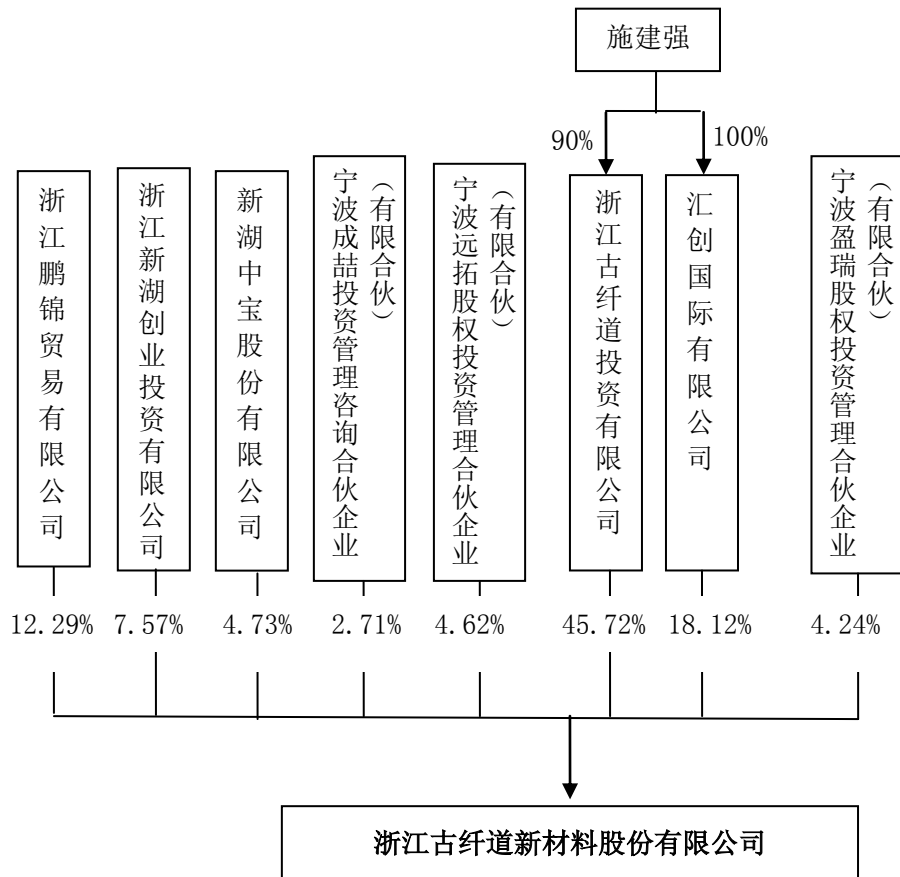 施建强
90%
100%
浙江鹏锦贸易有限公司
浙江新湖创业投资有限公司
新湖中宝股份有限公司
宁波成喆投资管理咨询合伙企业
（有限合伙）
宁波远拓股权投资管理合伙企业
（有限合伙）
浙江古纤道投资有限公司
汇创国际有限公司
宁波盈瑞股权投资管理合伙企业
（有限合伙）
12.29%
7.57%
4.73%
2.71%
4.62%
45.72%
18.12%
4.24%
浙江古纤道新材料股份有限公司